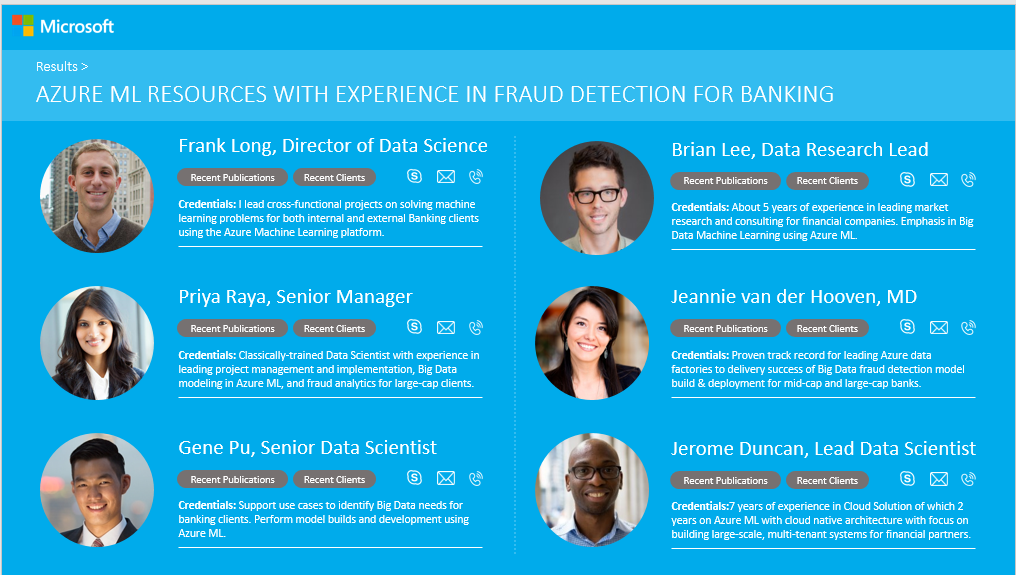 Microsoft
Results >
AZURE ML RESOURCES WITH EXPERIENCE IN FRAUD DETECTION FOR BANKING
Frank Long, Director of Data Science
Recent Publications Recent Clients
Credentials: I lead cross-functional projects on solving machine
learning problems for both internal and external Banking clients
using the Azure Machine Learning platform.
Priya Raya, Senior Manager
Recent Publications Recent Clients
Credentials: Classically-trained Data Scientist with experience in
leading project management and implementation, Big Data
modeling in Azure ML, and fraud analytics for large-cap clients.
Gene Pu, Senior Data Scientist
Recent Publications Recent Clients
Credentials: Support use cases to identify Big Data needs for
banking clients. Perform model builds and development using
Azure ML.
Brian Lee, Data Research Lead
Recent Publications Recent Clients
Credentials: About 5 years of experience in leading market
research and consulting for financial companies. Emphasis in Big
Data Machine Learning using Azure ML.
Jeannie van der Hooven, MD
Recent Publications Recent Clients
Credentials: Proven track record for leading Azure data
factories to delivery success of Big Data fraud detection model
build & deployment for mid-cap and large-cap banks.
Jerome Duncan, Lead Data Scientist
Recent Publications Recent Clients
Credentials:7 years of experience in Cloud Solution of which 2
years on Azure ML with cloud native architecture with focus on
building large-scale, multi-tenant systems for financial partners.